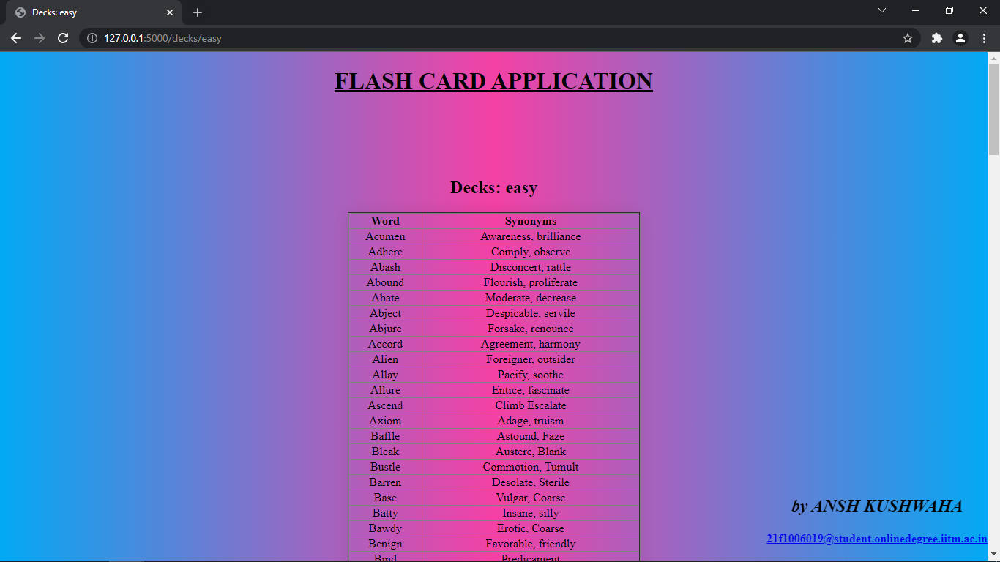 Decks: easy
127.0.0.1:5000/decks/easy
FLASH CARD APPLICATION
Decks: easy
Word Synonyms
Acumen Awareness, brilliance
Adhere Comply, observe
Abash Disconcert, rattle
Abound Flourish, proliferate
Abate Moderate, decrease
Abject Despicable, servile
Abjure Forsake, renounce
Accord Agreement, harmony
Alien Foreigner, outsider
Allay Pacify, soothe
Allure Entice, fascinate
Ascend Climb Escalate
Axiom Adage, truism
Baffle Astound, Faze
Bleak Austere, Blank
Bustle Commotion, Tumult
Barren Desolate, Sterile
Base Vulgar, Coarse
Batty Insane, silly
Bawdy Erotic, Coarse
Benign Favorable, friendly
Bind Predicament
by ANSH KUSHWAHA
21f1006019@student.onlinedegree.iitm.ac.in